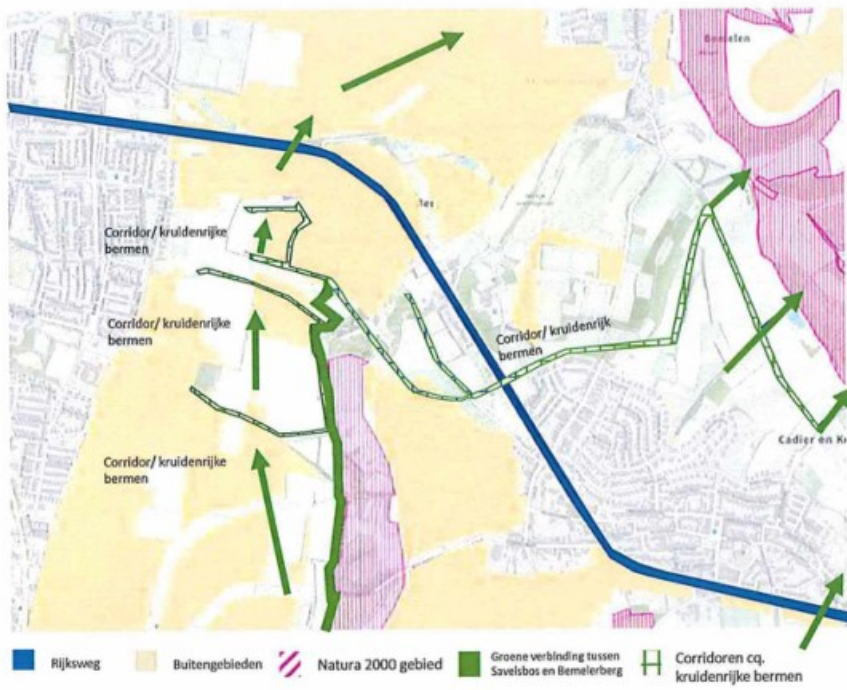 Bemelen
Corridor/ kruidenrijke
bermen
Corridor/ kruidenrijke
bermen
Corridor/ kruidenrijk
bermen
Corridor/ kruidenrijke
bermen
Cadier en K
Rijksweg
Buitengebieden
Natura 2000 gebied
Groene verbinding tussen
Savelsbos en Bemelerberg
Corridoren cq.
kruidenrijke bermen